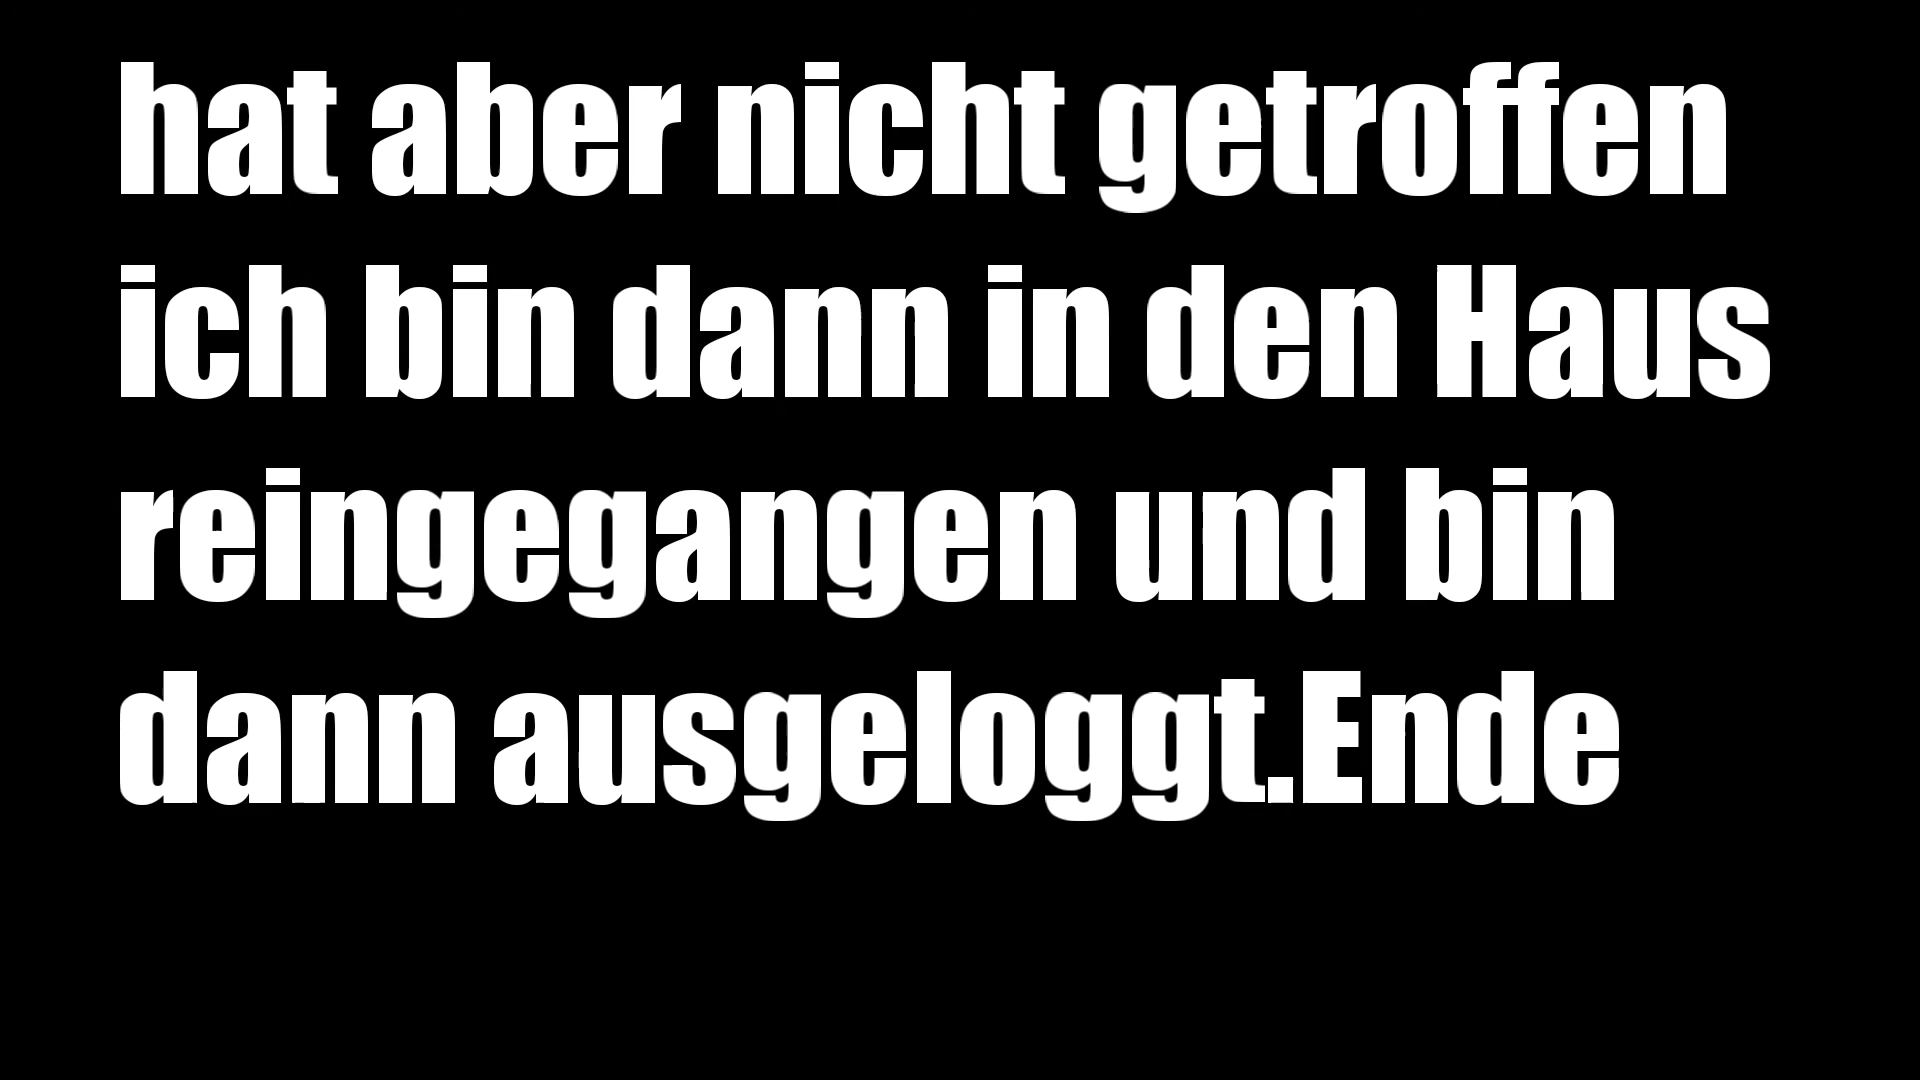 hat aber nicht getroffen
ich bin dann in den Haus
reingegangen und bin
dann ausgeloggt.Ende